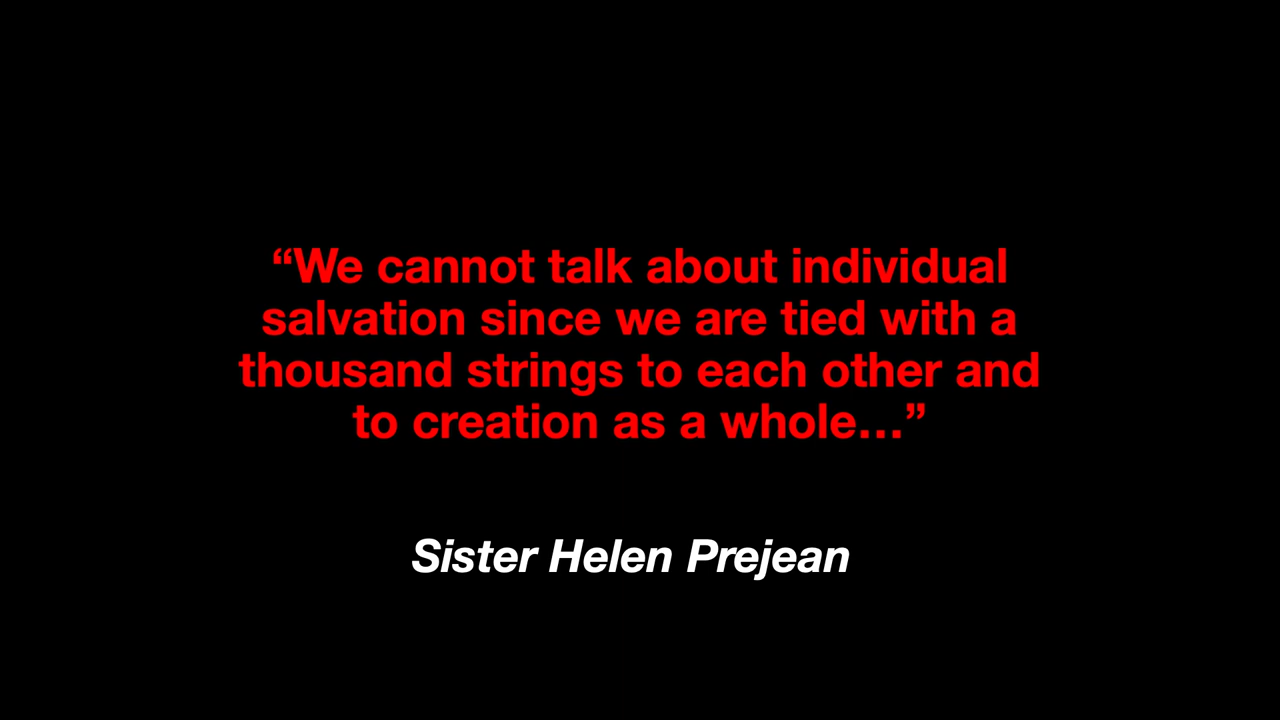 “We cannot talk about individual
salvation since we are tied with a
thousand strings to each other and
to creation as a whole…”
Sister Helen Prejean